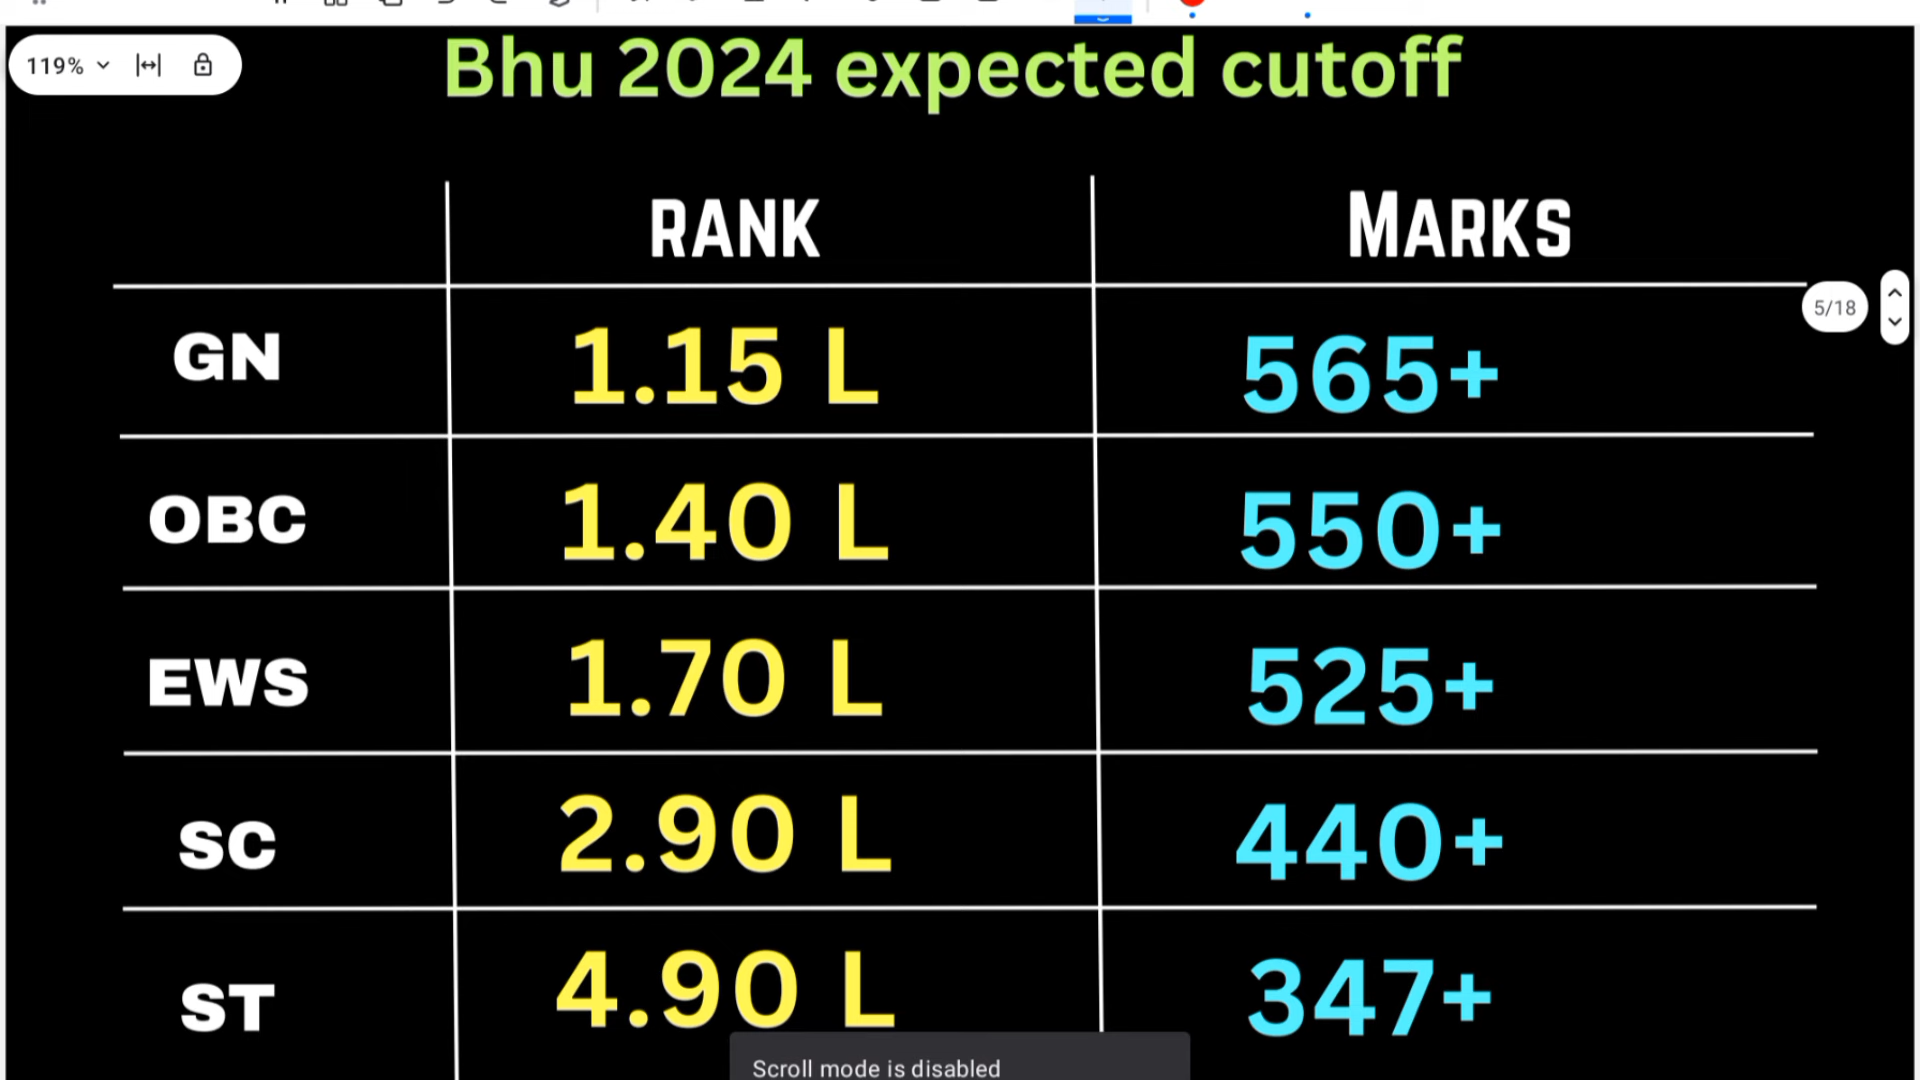 119%
Bhu 2024 expected cutoff
RANK MARKS
5/18
GN 1.15 L 565+
OBC 1.40 L 550+
EWS 1.70 L 525+
SC 2.90 L 440+
ST 4.90 L 347+
Scroll mode is disabled